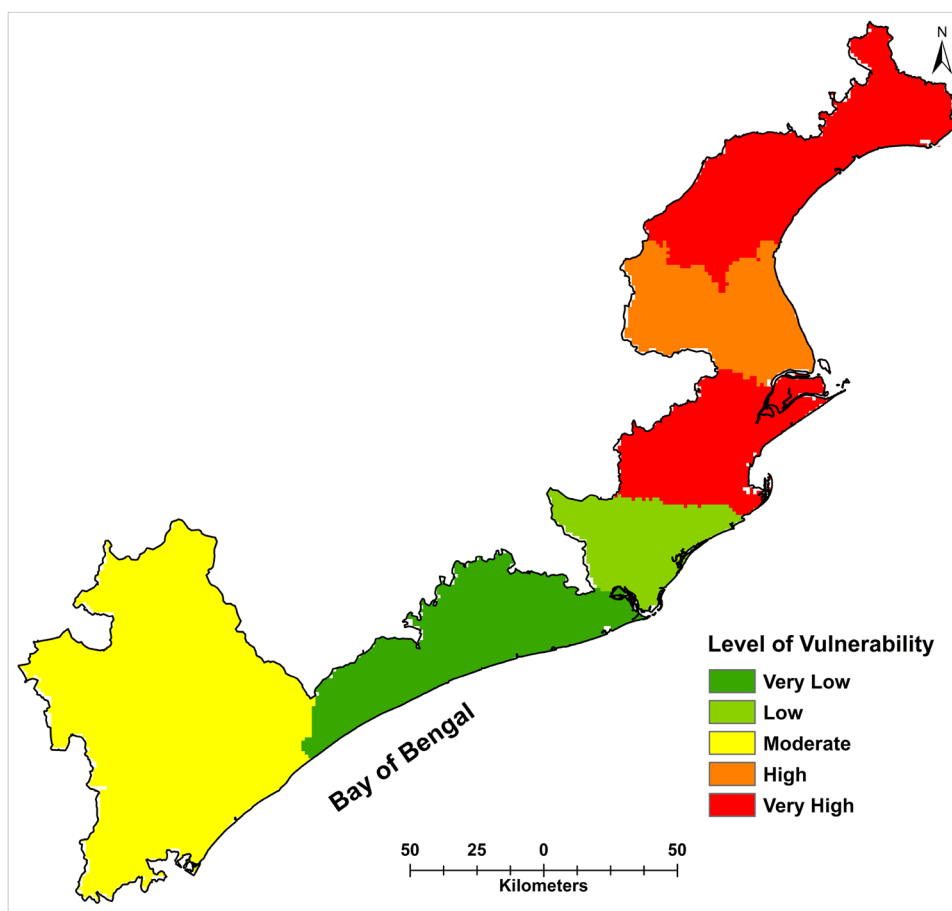 N
Level of Vulnerability
Very Low
Low
Moderate
High
Very High
Bay of Bengal
50 25 0 50
Kilometers